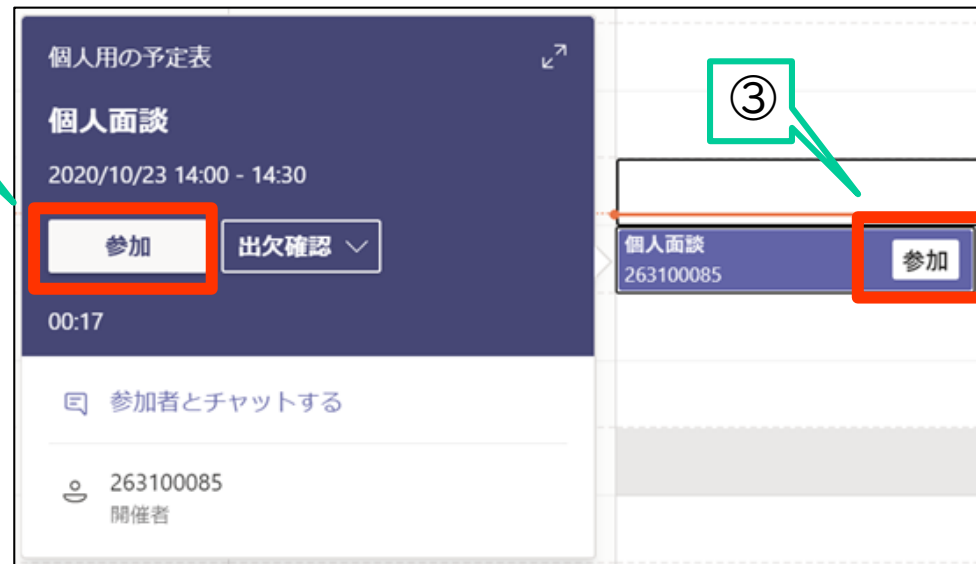 個人用の予定表
個人面談
2020/10/23 14:00 - 14:30
参加
出欠確認
00:17
参加者とチャットする
263100085
開催者
③
個人面談
263100085
参加